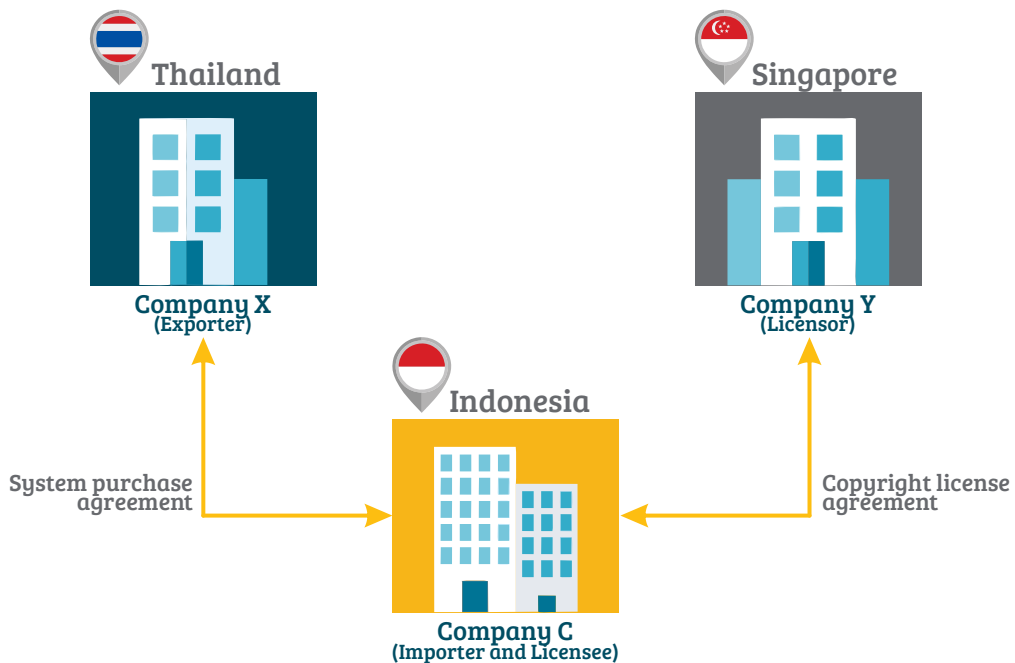 Thailand
Company X
(Exporter)
Singapore
Company Y
(Licensor)
Indonesia
System purchase
agreement
Copyright license
agreement
Company C
(Importer and Licensee)